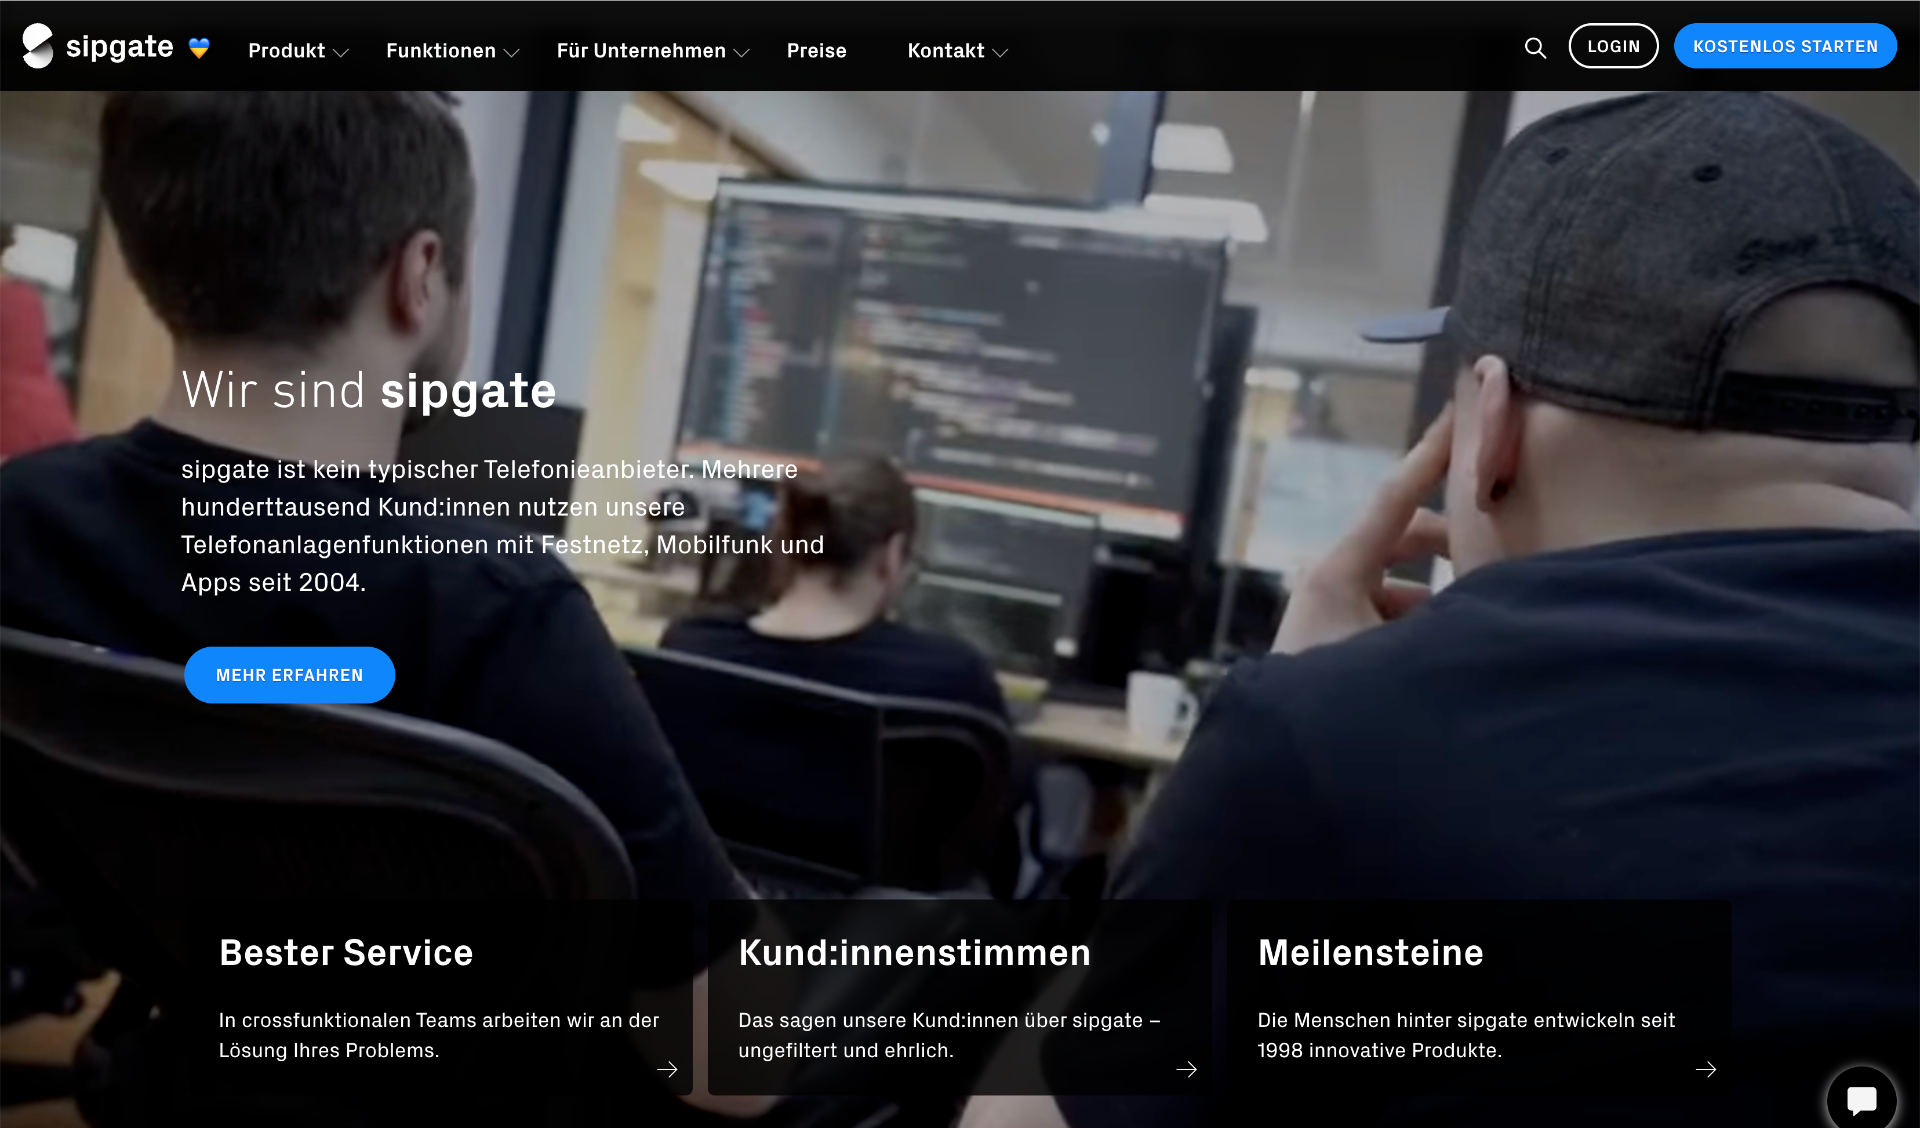 sipgate
Produkt
Funktionen
Für Unternehmen
Preise
Kontakt
LOGIN
KOSTENLOS STARTEN
Wir sind sipgate
sipgate ist kein typischer Telefonieanbieter. Mehrere
hunderttausend Kund:innen nutzen unsere
Telefonanlagenfunktionen mit Festnetz, Mobilfunk und
Apps seit 2004.
MEHR ERFAHREN
Bester Service
In crossfunktionalen Teams arbeiten wir an der
Lösung Ihres Problems.
Kund:innenstimmen
Das sagen unsere Kund:innen über sipgate –
ungefiltert und ehrlich.
Meilensteine
Die Menschen hinter sipgate entwickeln seit
1998 innovative Produkte.